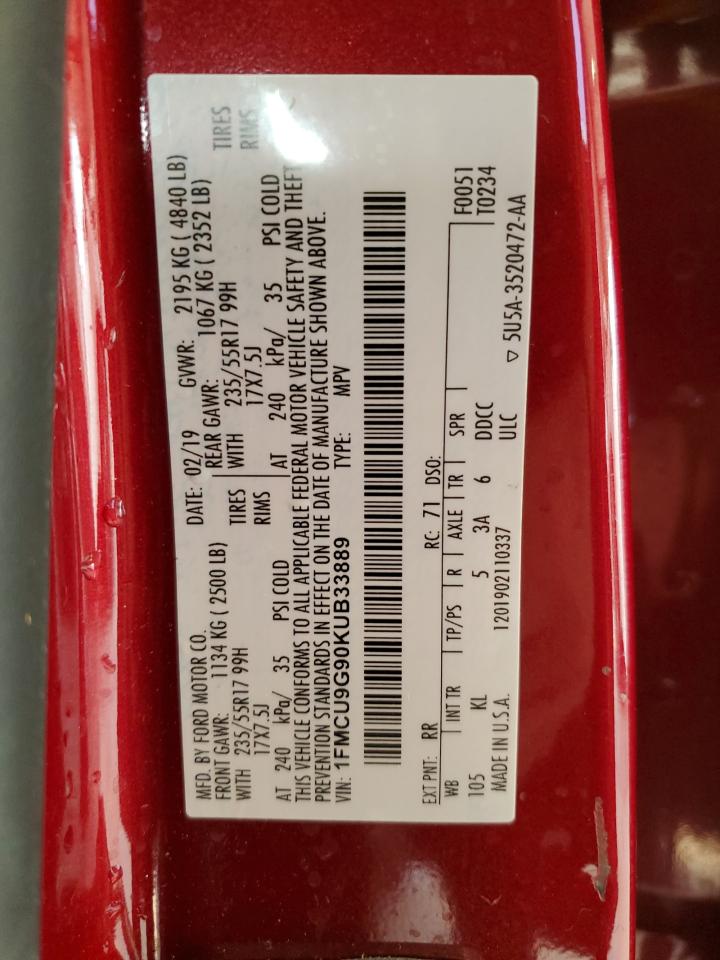 MFD. BY FORD MOTOR CO. DATE: 02/19 GVWR: 2195 KG ( 4840 LB)
FRONT GAWR: 1134 KG ( 2500 LB) REAR GAWR: 1067 KG ( 2352 LB)
WITH 235/55R17 99H TIRES WITH 235/55R17 99H TIRES
17X7.5J RIMS 17X7.5J RIMS
AT 240 kPa/ 35 PSI COLD AT 240 kPa/ 35 PSI COLD
THIS VEHICLE CONFORMS TO ALL APPLICABLE FEDERAL MOTOR VEHICLE SAFETY AND THEFT
PREVENTION STANDARDS IN EFFECT ON THE DATE OF MANUFACTURE SHOWN ABOVE.
VIN: 1FMCU9G90KUB33889 TYPE: MPV
EXT PNT: RR RC: 71 DSO: F0051
WB INT TR TP/PS R AXLE TR SPR T0234
105 KL 5 3A 6 DDCC
MADE IN U.S.A. 1201902110337 ULC ▽ 5U5A-3520472-AA